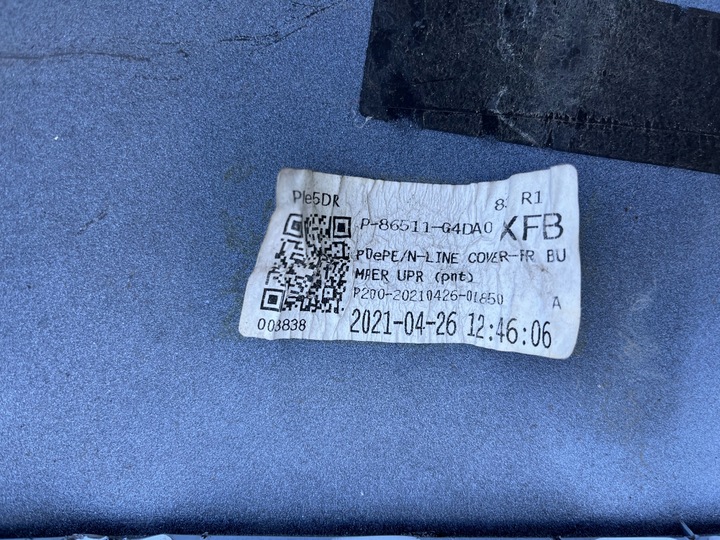 PIe5DR 8. R1
P-86511-G4DA0 XFB
PDePE/N-LINE COVER-FR BU
MPER UPR (pnt)
P200-20210426-01850 A
003838 2021-04-26 12:46:06